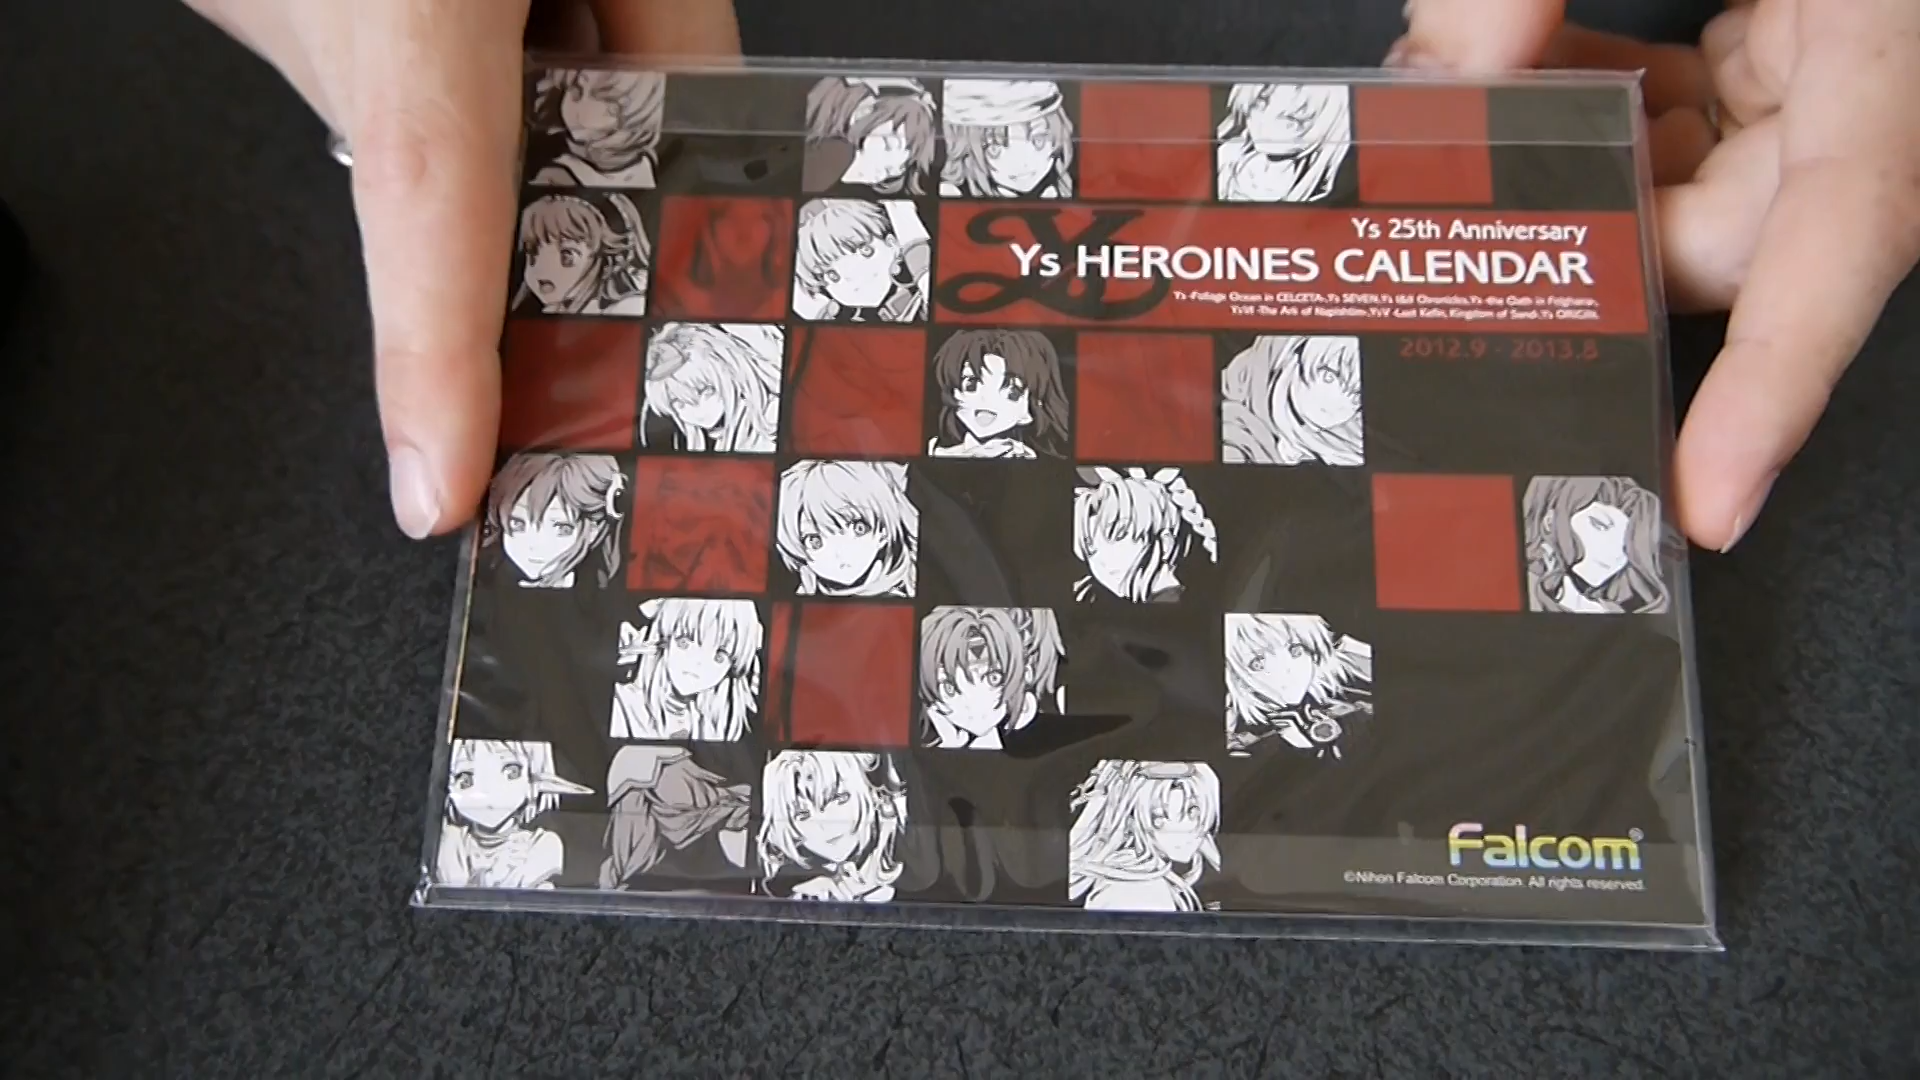 Ys 25th Anniversary
Ys HEROINES CALENDAR
Ys -Foliage Ocean in CELCETA-, Ys SEVEN, Ys I&II Chronicles, Ys -the Oath in Felghana-,
YsVI -The Ark of Napishtim-, YsV -Lost Kefin, Kingdom of Sand-, Ys ORIGIN.
2012.9 - 2013.8
Falcom®
©Nihon Falcom Corporation. All rights reserved.